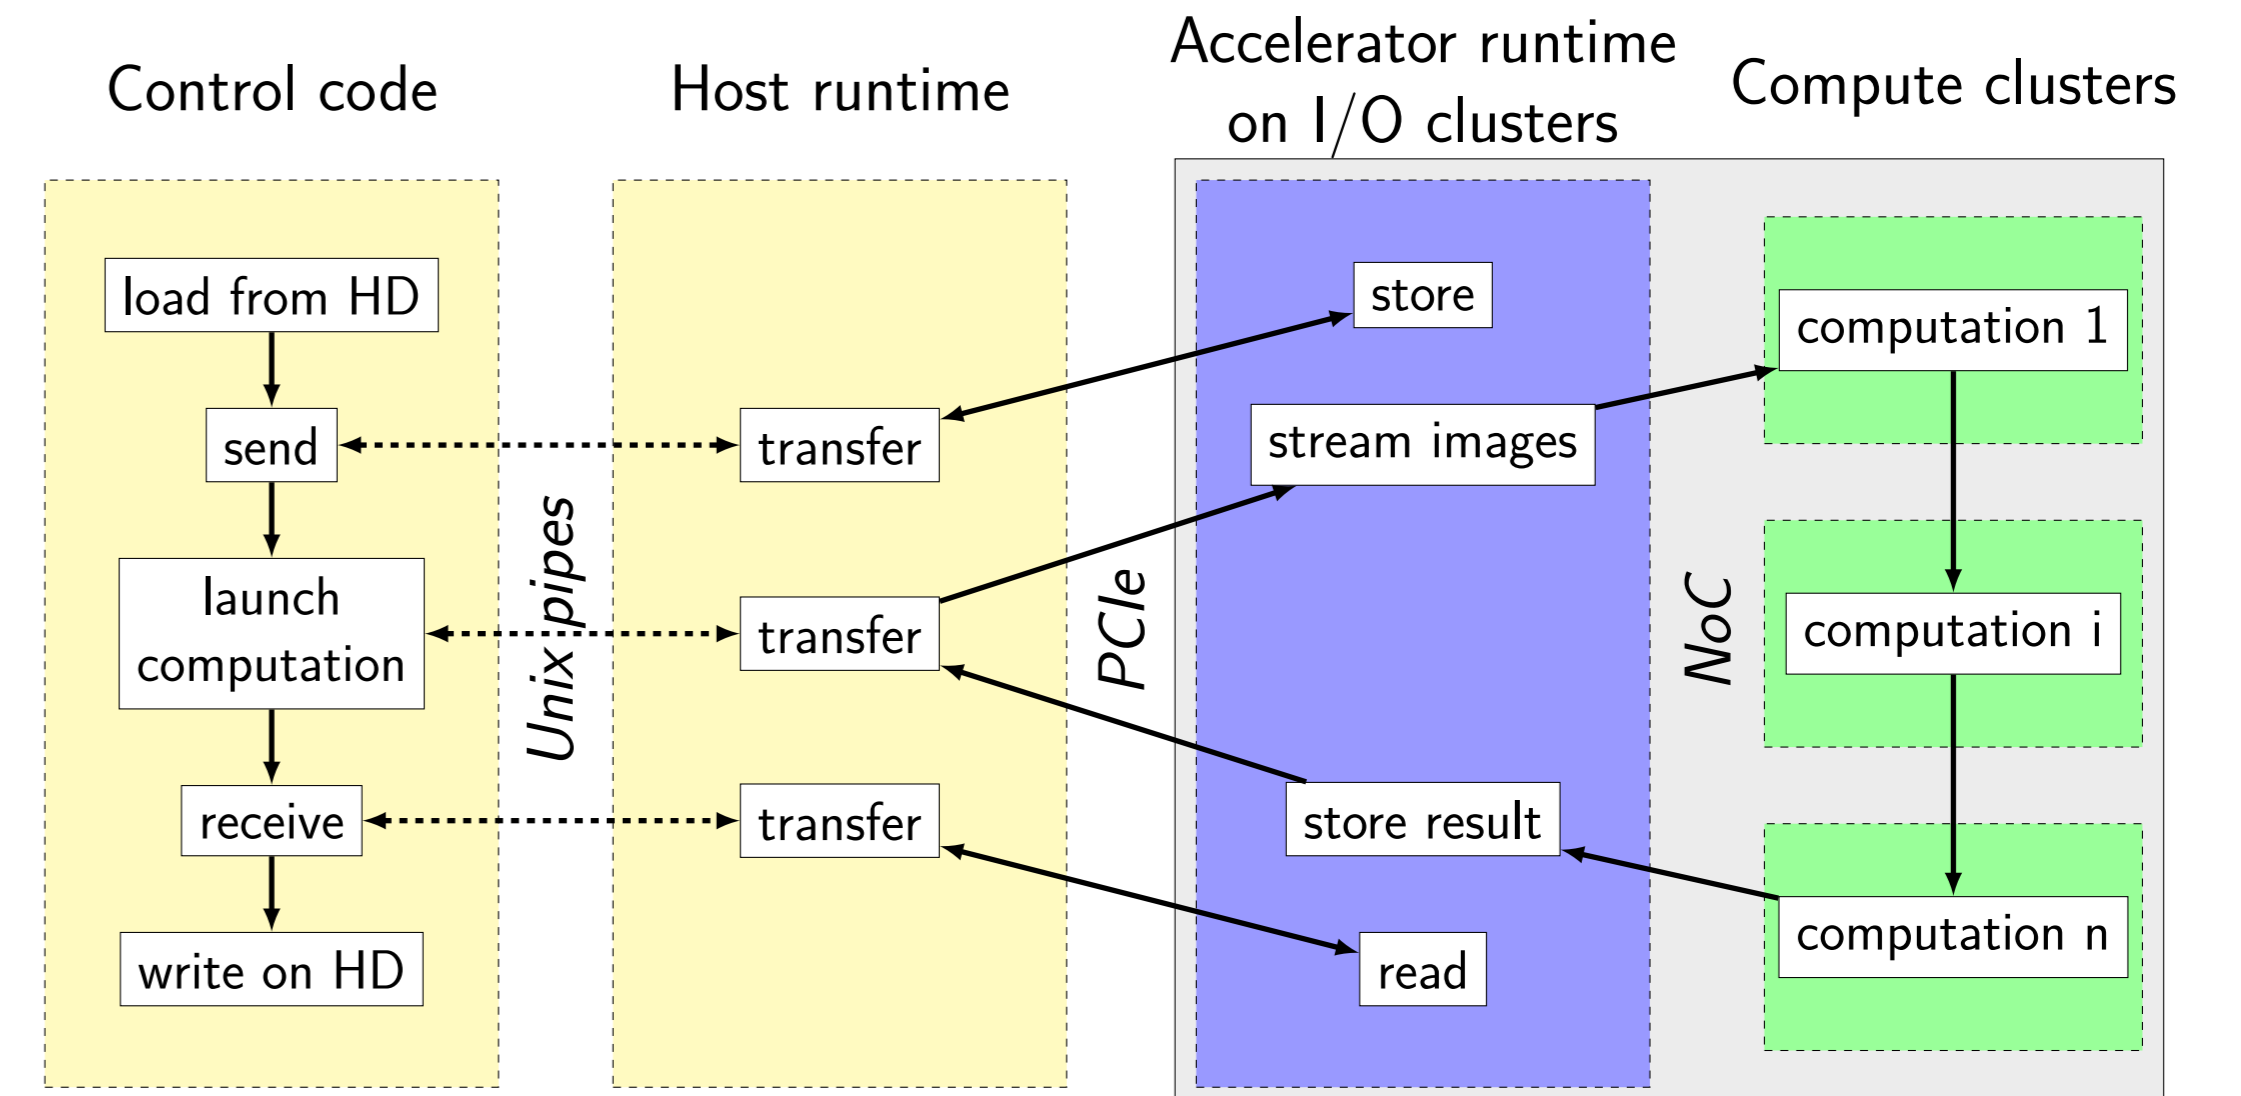 Control code
Host runtime
Accelerator runtime
on I/O clusters
Compute clusters
load from HD
send
launch
computation
receive
write on HD
Unix pipes
transfer
transfer
transfer
PCIe
store
stream images
store result
read
NoC
computation 1
computation i
computation n